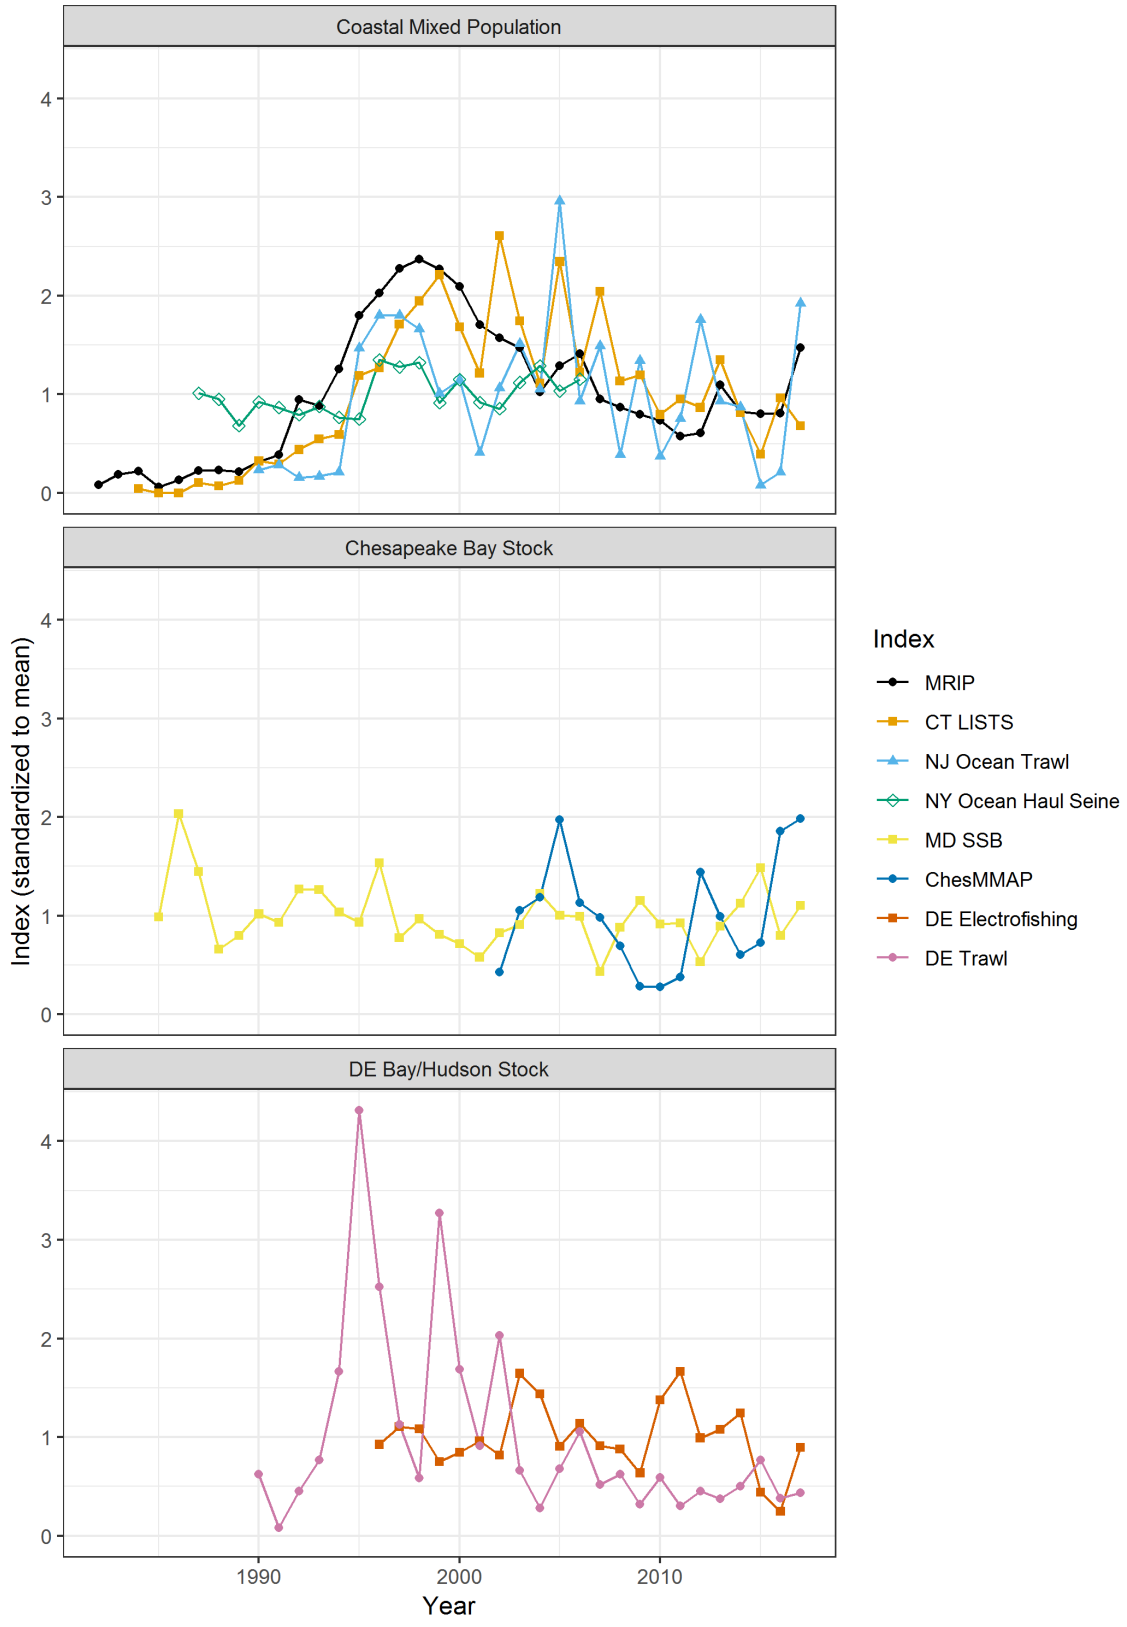 Coastal Mixed Population
4
3
2
1
0
Chesapeake Bay Stock
4
3
2
1
0
Index (standardized to mean)
DE Bay/Hudson Stock
4
3
2
1
0
1990 2000 2010
Year
Index
MRIP
CT LISTS
NJ Ocean Trawl
NY Ocean Haul Seine
MD SSB
ChesMMAP
DE Electrofishing
DE Trawl